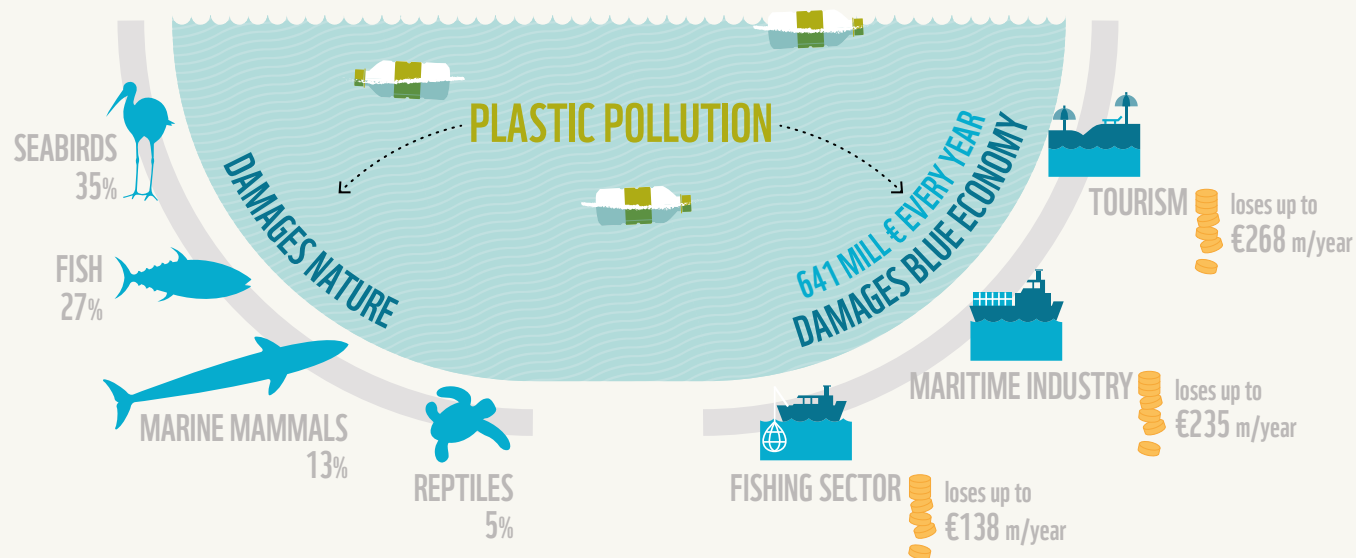 PLASTIC POLLUTION
DAMAGES NATURE
SEABIRDS
35%
FISH
27%
MARINE MAMMALS
13%
REPTILES
5%
641 MILL € EVERY YEAR
DAMAGES BLUE ECONOMY
TOURISM
loses up to
€268 m/year
MARITIME INDUSTRY
loses up to
€235 m/year
FISHING SECTOR
loses up to
€138 m/year